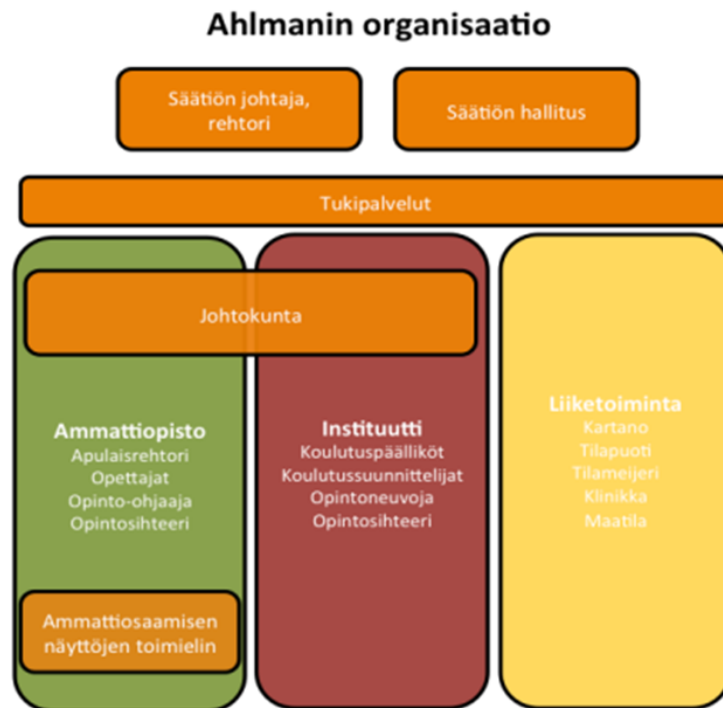 Ahlmanin organisaatio
Säätiön johtaja,
rehtori
Säätiön hallitus
Tukipalvelut
Johtokunta
Ammattiopisto
Apulaisrehtori
Opettajat
Opinto-ohjaaja
Opintosihteeri
Ammattiosaamisen
näyttöjen toimielin
Instituutti
Koulutuspäälliköt
Koulutussuunnittelijat
Opintoneuvoja
Opintosihteeri
Liiketoiminta
Kartano
Tilapuoti
Tilameijeri
Klinikka
Maatila